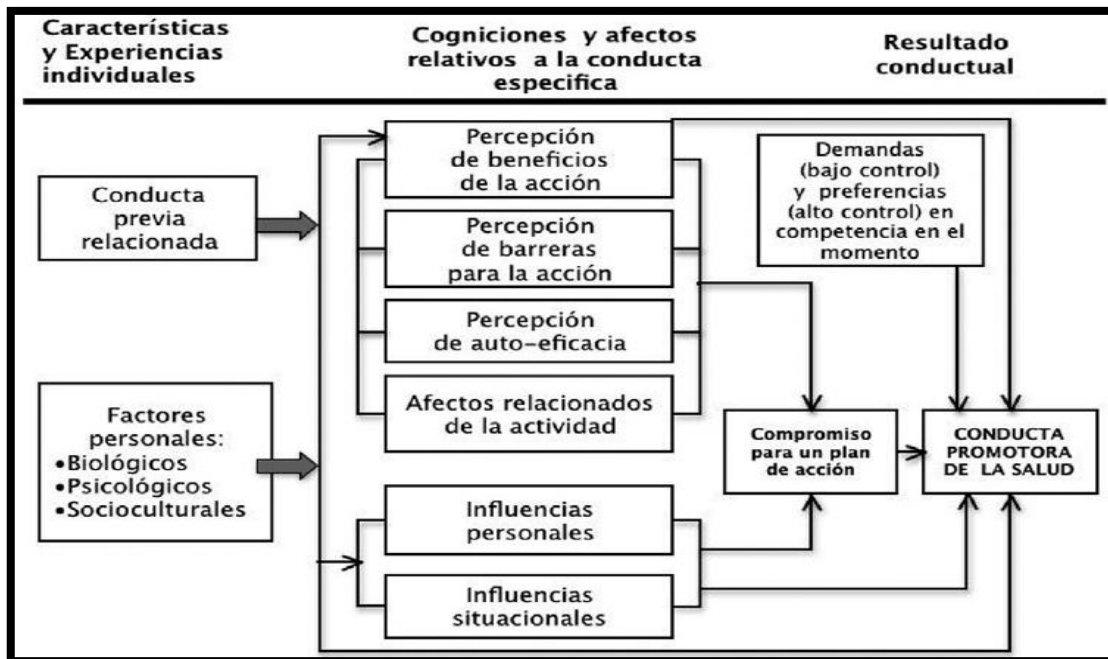 Características
y Experiencias
individuales
Cogniciones y afectos
relativos a la conducta
especifica
Resultado
conductual
Conducta
previa
relacionada
Factores
personales:
•Biológicos
•Psicológicos
•Socioculturales
Percepción
de beneficios
de la acción
Percepción
de barreras
para la acción
Percepción
de auto-eficacia
Afectos relacionados
de la actividad
Influencias
personales
Influencias
situacionales
Demandas
(bajo control)
y preferencias
(alto control) en
competencia en el
momento
Compromiso
para un plan
de acción
CONDUCTA
PROMOTORA
DE LA SALUD